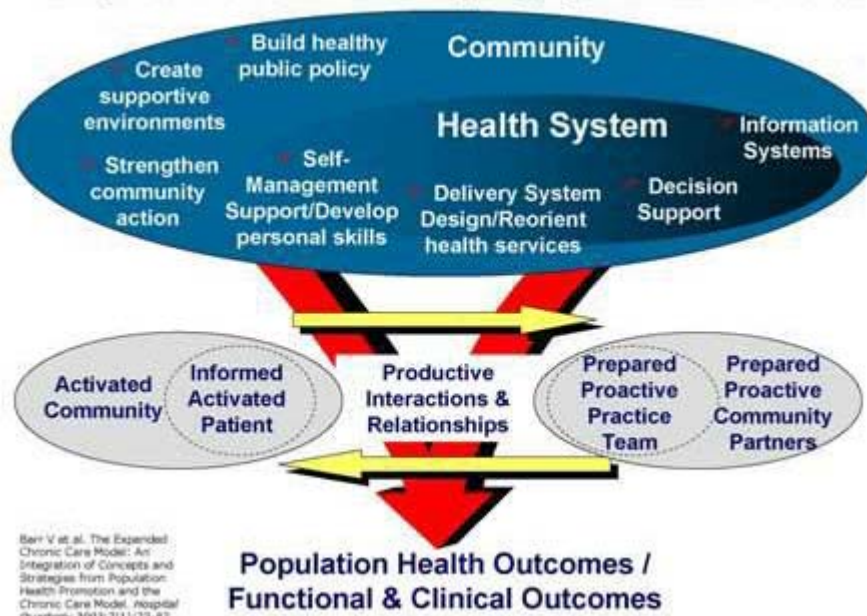 Community
Build healthy
public policy
Create
supportive
environments
Health System
Information
Systems
Strengthen
community
action
Self-
Management
Support/Develop
personal skills
Delivery System
Design/Reorient
health services
Decision
Support
Activated
Community
Informed
Activated
Patient
Productive
Interactions &
Relationships
Prepared
Proactive
Practice
Team
Prepared
Proactive
Community
Partners
Barr V et al. The Expanded
Chronic Care Model: An
Integration of Concepts and
Strategies from Population
Health Promotion and the
Chronic Care Model. Hospital
Population Health Outcomes /
Functional & Clinical Outcomes